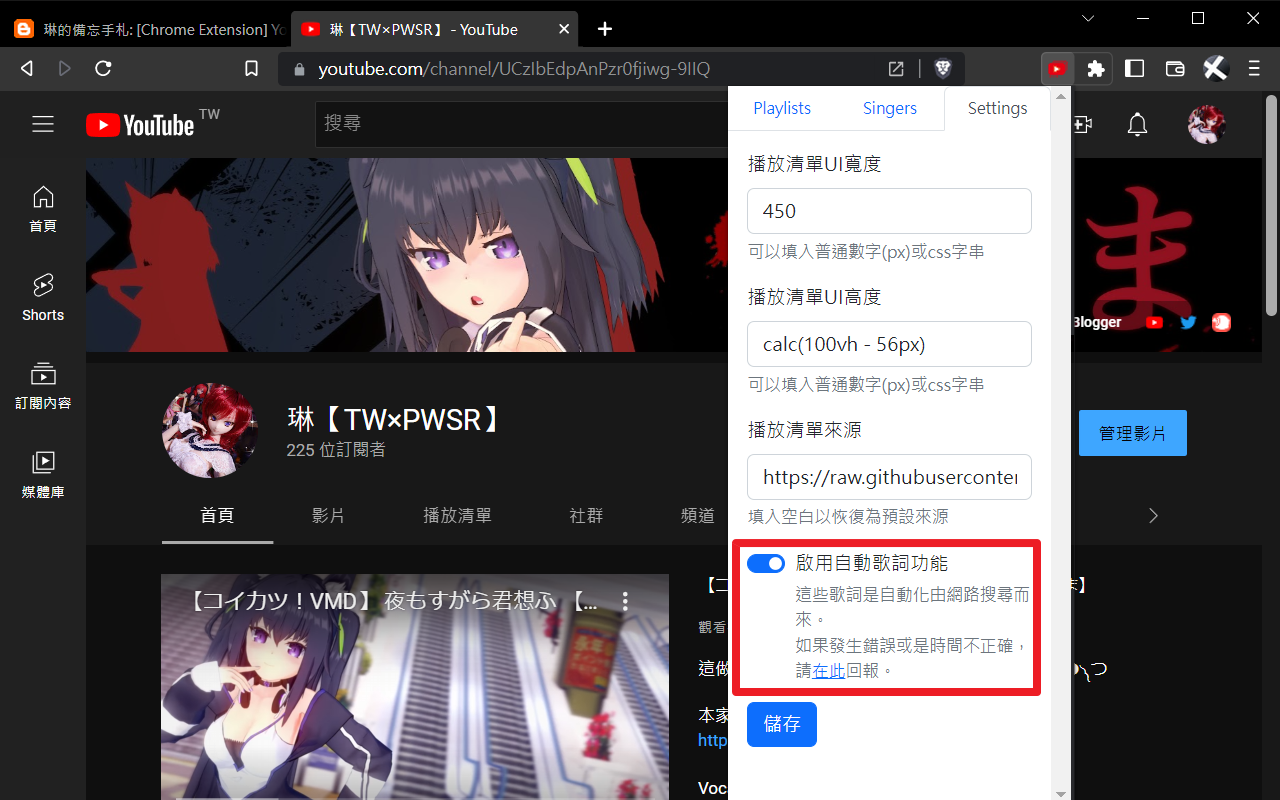 琳的備忘手札: [Chrome Extension] Yo
琳【TW×PWSR】 - YouTube
youtube.com/channel/UCzIbEdpAnPzr0fjiwg-9IIQ
YouTube TW
搜尋
首頁
Shorts
訂閱內容
媒體庫
ま
Blogger
琳【TW×PWSR】
225 位訂閱者
管理影片
首頁
影片
播放清單
社群
頻道
【コイカツ！VMD】 夜もすがら君想ふ 【...
【コ
ま】
觀看
這做
本家
http
Voc
Playlists
Singers
Settings
播放清單UI寬度
450
可以填入普通數字(px)或css字串
播放清單UI高度
calc(100vh - 56px)
可以填入普通數字(px)或css字串
播放清單來源
https://raw.githubuserconter
填入空白以恢復為預設來源
啟用自動歌詞功能
這些歌詞是自動化由網路搜尋而
來。
如果發生錯誤或是時間不正確，
請在此回報。
儲存